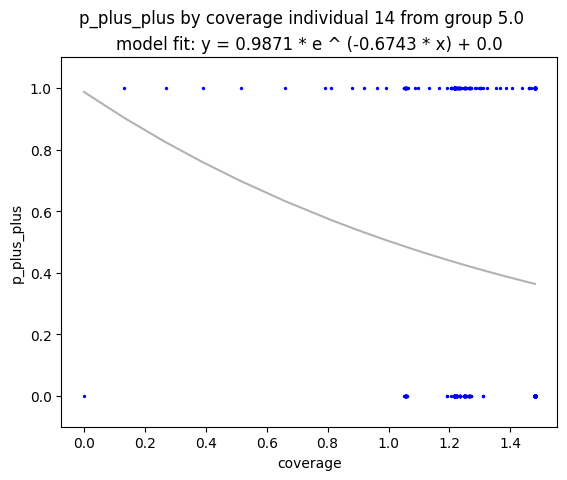 p_plus_plus by coverage individual 14 from group 5.0
model fit: y = 0.9871 * e ^ (-0.6743 * x) + 0.0
1.0
0.8
0.6
0.4
0.2
0.0
p_plus_plus
0.0 0.2 0.4 0.6 0.8 1.0 1.2 1.4
coverage